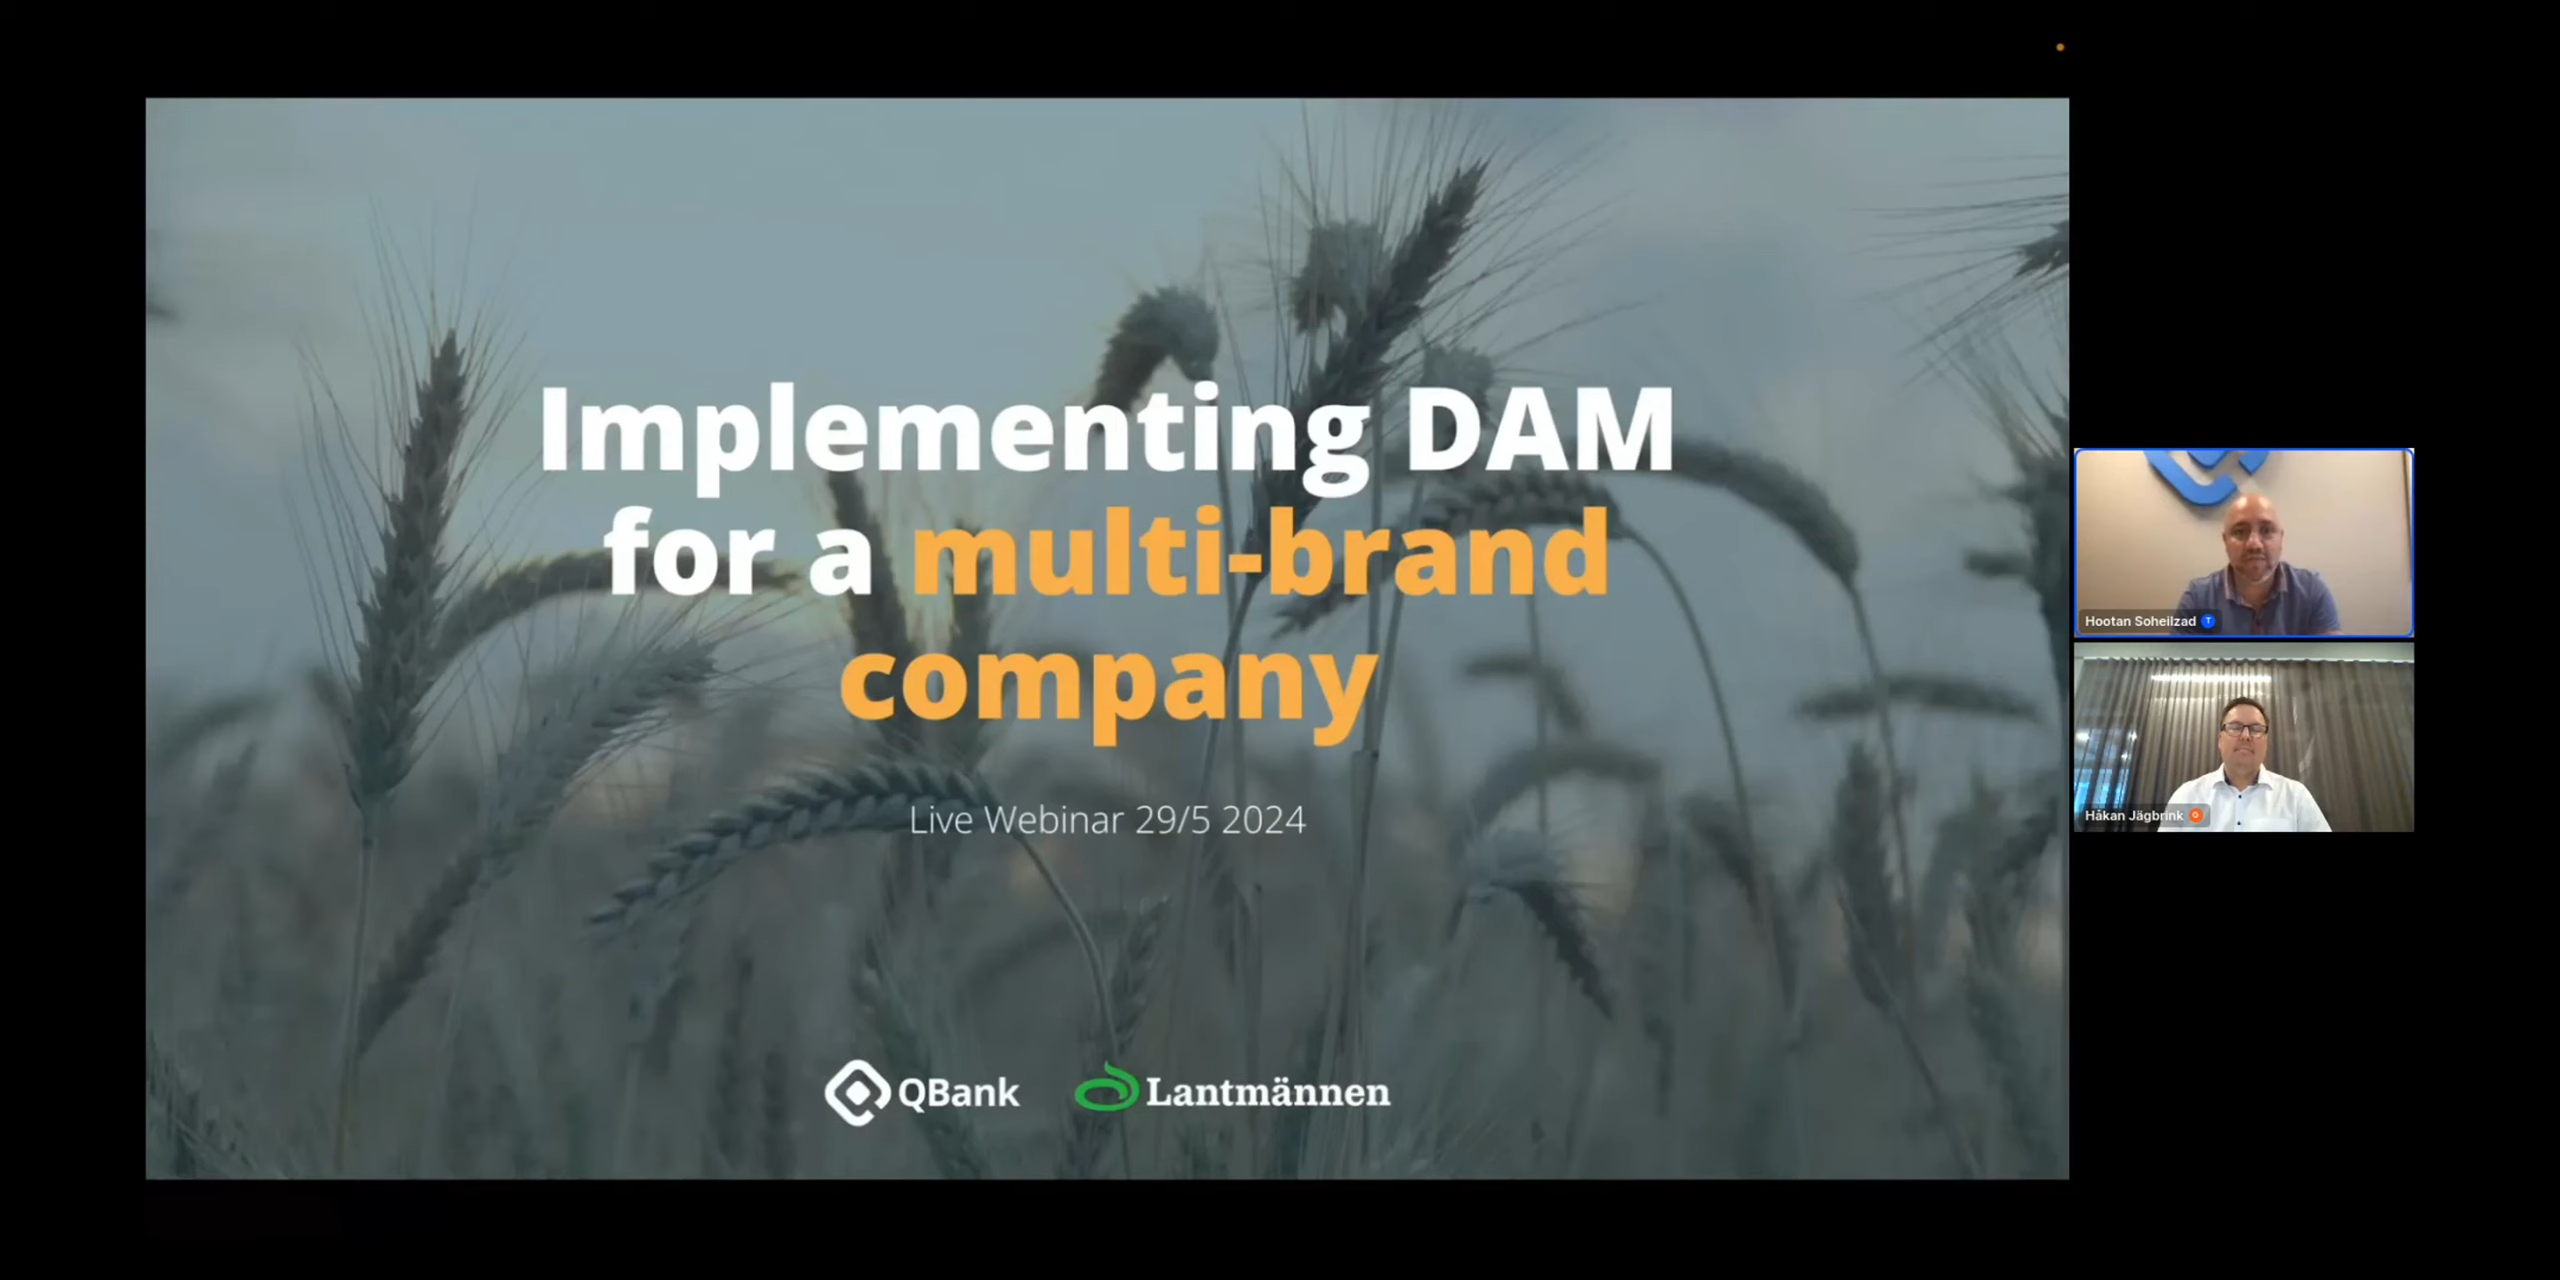 Implementing DAM
for a multi-brand
company
Live Webinar 29/5 2024
QBank
Lantmännen
Hootan Soheilzad T
Håkan Jägbrink G